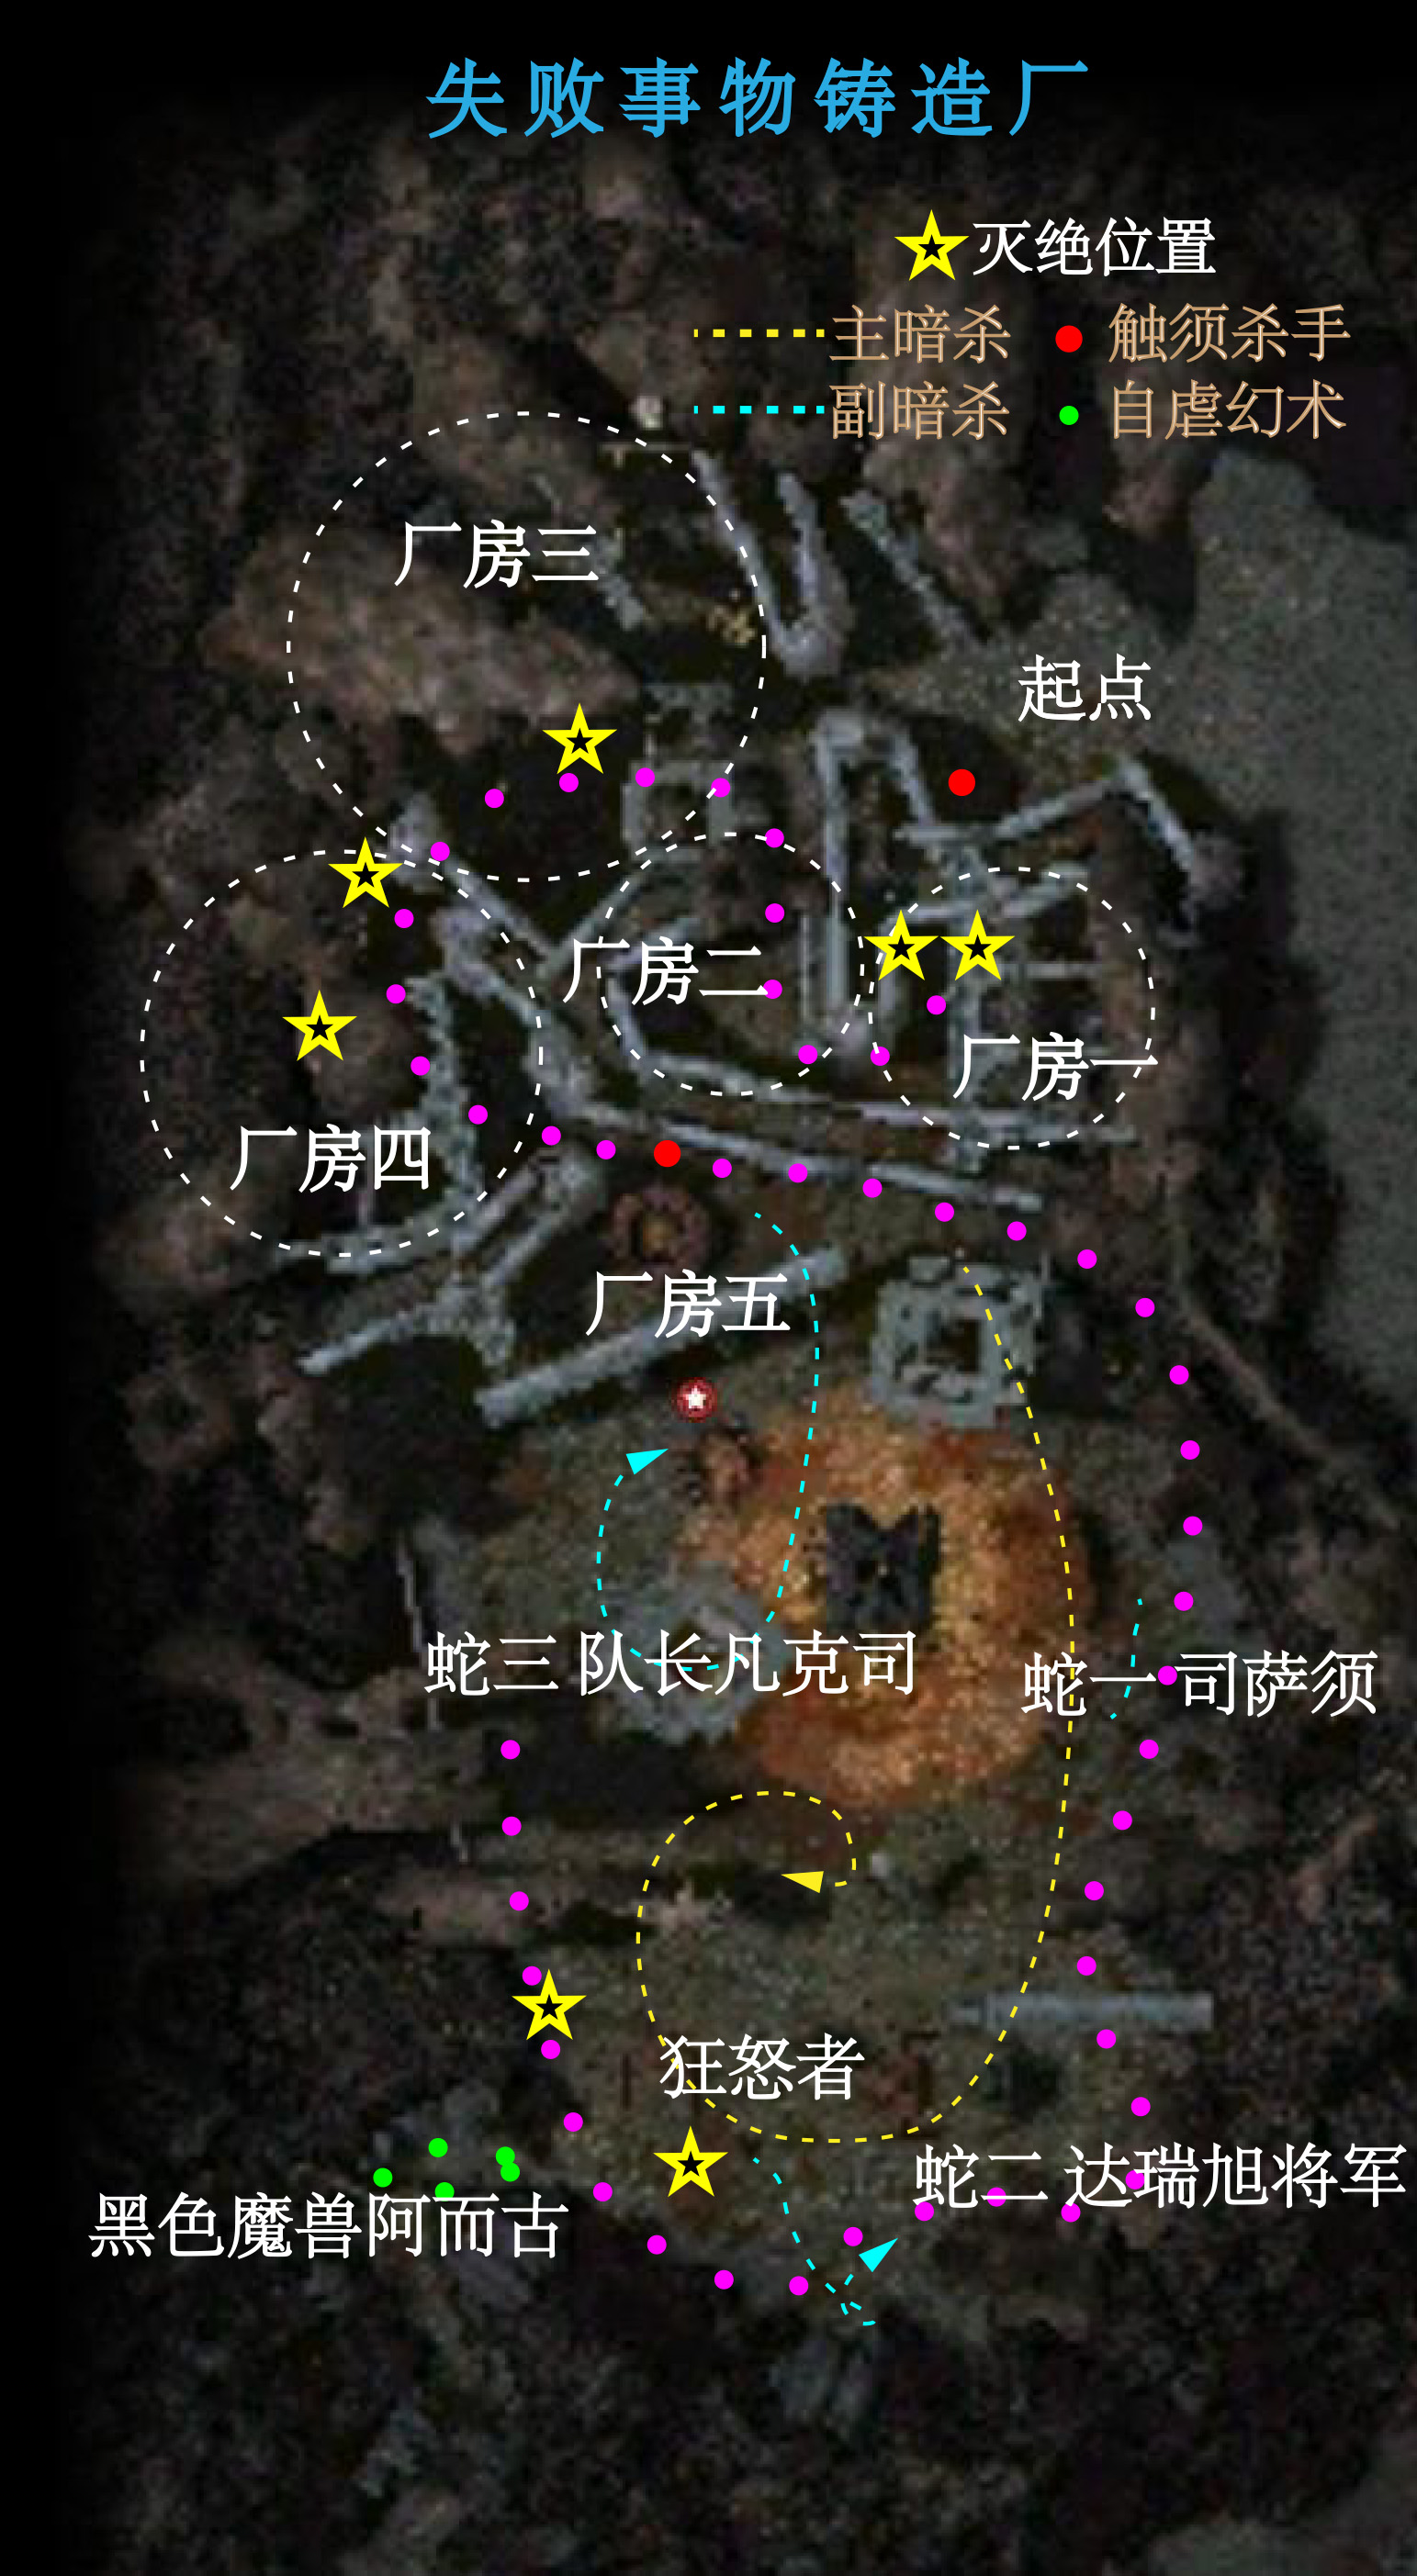 失败事物铸造厂
灭绝位置
主暗杀 触须杀手
副暗杀 自虐幻术
厂房三
起点
厂房二
厂房一
厂房四
厂房五
蛇三 队长凡克司
蛇一 司萨须
狂怒者
蛇二 达瑞旭将军
黑色魔兽阿而古